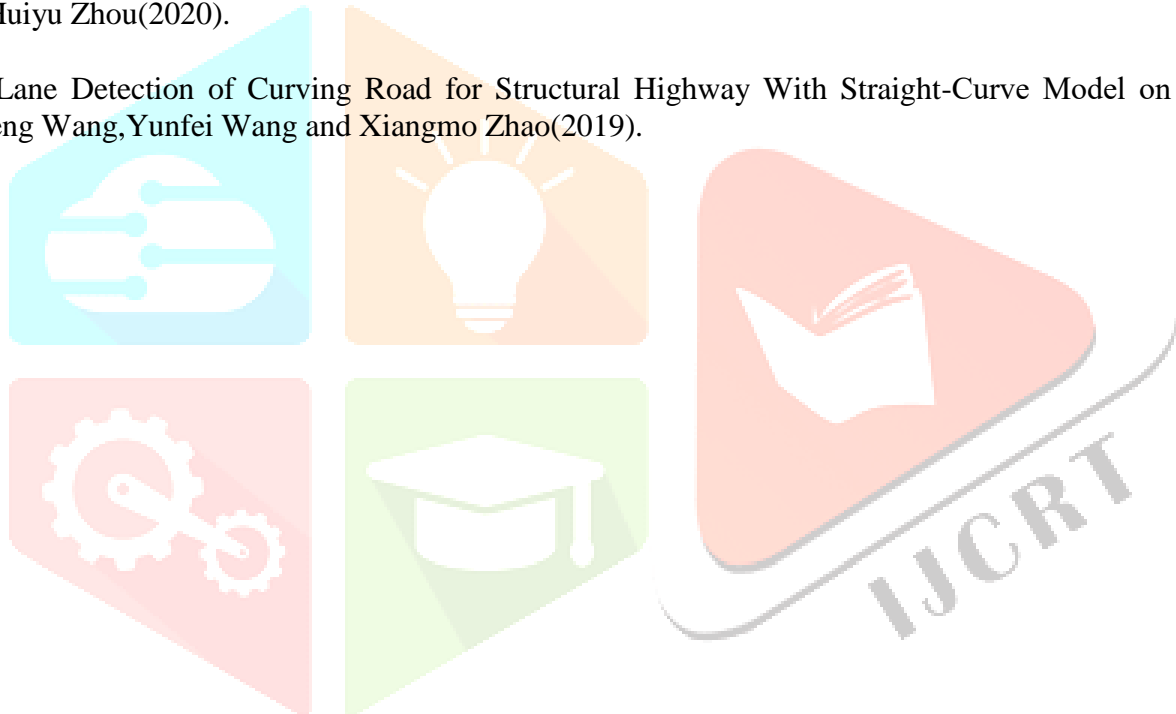 Huiyu Zhou(2020).
Lane Detection of Curving Road for Structural Highway With Straight-Curve Model on
eng Wang,Yunfei Wang and Xiangmo Zhao(2019).
IJCRT